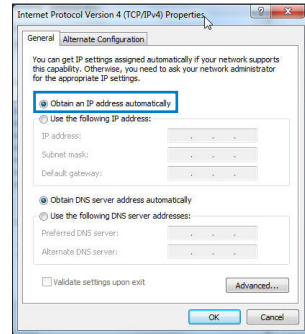 Internet Protocol Version 4 (TCP/IPv4) Properties
General
Alternate Configuration
You can get IP settings assigned automatically if your network supports
this capability. Otherwise, you need to ask your network administrator
for the appropriate IP settings.
Obtain an IP address automatically
Use the following IP address:
IP address:
Subnet mask:
Default gateway:
Obtain DNS server address automatically
Use the following DNS server addresses:
Preferred DNS server:
Alternate DNS server:
Validate settings upon exit
Advanced...
OK
Cancel